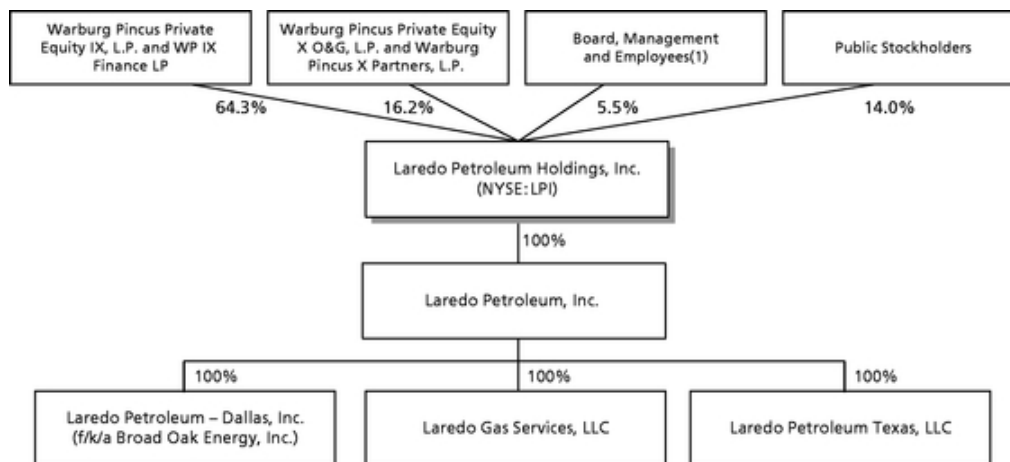 Warburg Pincus Private
Equity IX, L.P. and WP IX
Finance LP
Warburg Pincus Private Equity
X O&G, L.P. and Warburg
Pincus X Partners, L.P.
Board, Management
and Employees(1)
Public Stockholders
64.3%
16.2%
5.5%
14.0%
Laredo Petroleum Holdings, Inc.
(NYSE:LPI)
100%
Laredo Petroleum, Inc.
100%
100%
100%
Laredo Petroleum – Dallas, Inc.
(f/k/a Broad Oak Energy, Inc.)
Laredo Gas Services, LLC
Laredo Petroleum Texas, LLC